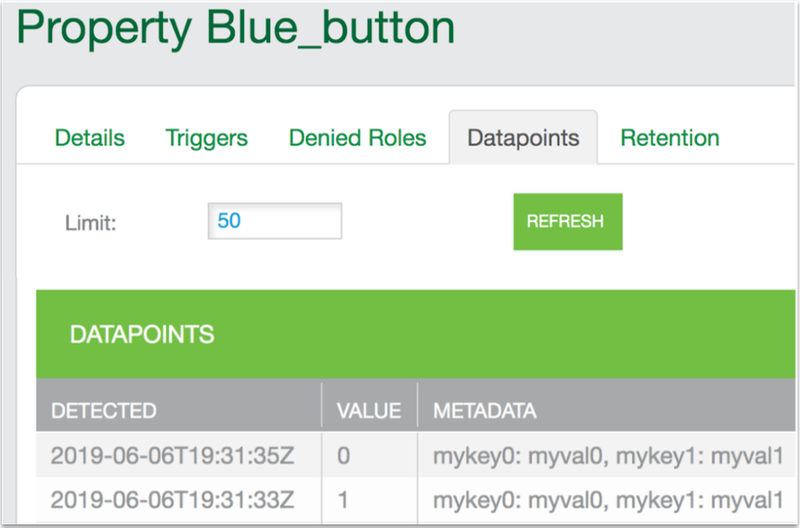 Property Blue_button
Details Triggers Denied Roles Datapoints Retention
Limit: 50 REFRESH
DATAPOINTS
DETECTED VALUE METADATA
2019-06-06T19:31:35Z 0 mykey0: myval0, mykey1: myval1
2019-06-06T19:31:33Z 1 mykey0: myval0, mykey1: myval1